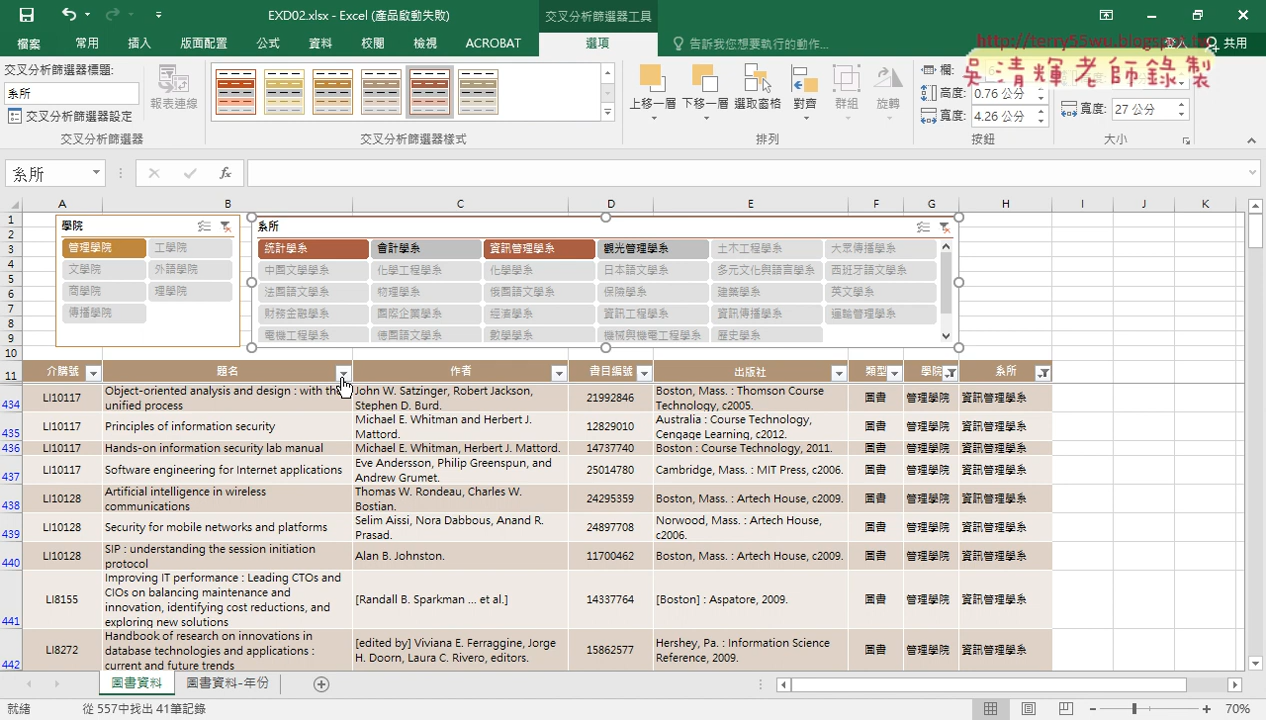 EXD02.xlsx - Excel (產品啟動失敗)
交叉分析篩選器工具
檔案 常用 插入 版面配置 公式 資料 校閱 檢視 ACROBAT 選項 告訴我您想要執行的動作... 登入 共用
http://terry55wu.blogspot.tw
吳清輝老師錄製
交叉分析篩選器標題:
系所
交叉分析篩選器設定
報表連線
上移一層 下移一層 選取窗格 對齊 群組 旋轉
欄:
高度: 0.76 公分
寬度: 4.26 公分
寬度: 27 公分
交叉分析篩選器 交叉分析篩選器樣式 排列 按鈕 大小
系所 fx
A B C D E F G H I J K
1
2
3
4
5
6
7
8
9
10
11
學院
管理學院 工學院
文學院 外語學院
商學院 理學院
傳播學院
系所
統計學系 會計學系 資訊管理學系 觀光管理學系 土木工程學系 大眾傳播學系
中國文學學系 化學工程學系 化學學系 日本語文學系 多元文化與語言學系 西班牙語文學系
法國語文學系 物理學系 俄國語文學系 保險學系 建築學系 英文學系
財務金融學系 國際企業學系 經濟學系 資訊工程學系 資訊傳播學系 運輸管理學系
電機工程學系 德國語文學系 數學學系 機械與機電工程學系 歷史學系
介購號 題名 作者 書目編號 出版社 類型 學院 系所
434 LI10117 Object-oriented analysis and design : with the unified process John W. Satzinger, Robert Jackson, Stephen D. Burd. 21992846 Boston, Mass. : Thomson Course Technology, c2005. 圖書 管理學院 資訊管理學系
435 LI10117 Principles of information security Michael E. Whitman and Herbert J. Mattord. 12829010 Australia : Course Technology, Cengage Learning, c2012. 圖書 管理學院 資訊管理學系
436 LI10117 Hands-on information security lab manual Michael E. Whitman, Herbert J. Mattord. 14737740 Boston : Course Technology, 2011. 圖書 管理學院 資訊管理學系
437 LI10117 Software engineering for Internet applications Eve Andersson, Philip Greenspun, and Andrew Grumet. 25014780 Cambridge, Mass. : MIT Press, c2006. 圖書 管理學院 資訊管理學系
438 LI10128 Artificial intelligence in wireless communications Thomas W. Rondeau, Charles W. Bostian. 24295359 Boston, Mass. : Artech House, c2009. 圖書 管理學院 資訊管理學系
439 LI10128 Security for mobile networks and platforms Selim Aissi, Nora Dabbous, Anand R. Prasad. 24897708 Norwood, Mass. : Artech House, c2006. 圖書 管理學院 資訊管理學系
440 LI10128 SIP : understanding the session initiation protocol Alan B. Johnston. 11700462 Boston, Mass. : Artech House, c2009. 圖書 管理學院 資訊管理學系
441 LI8155 Improving IT performance : Leading CTOs and CIOs on balancing maintenance and innovation, identifying cost reductions, and exploring new solutions [Randall B. Sparkman ... et al.] 14337764 [Boston] : Aspatore, 2009. 圖書 管理學院 資訊管理學系
442 LI8272 Handbook of research on innovations in database technologies and applications : current and future trends [edited by] Viviana E. Ferraggine, Jorge H. Doorn, Laura C. Rivero, editors. 15862577 Hershey, Pa. : Information Science Reference, 2009. 圖書 管理學院 資訊管理學系
圖書資料 圖書資料-年份
就緒 從 557中找出 41筆記錄 70%